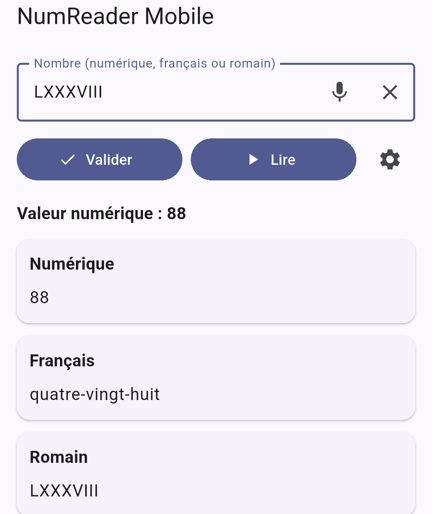 NumReader Mobile
Nombre (numérique, français ou romain)
LXXXVIII
Valider
Lire
Valeur numérique : 88
Numérique
88
Français
quatre-vingt-huit
Romain
LXXXVIII